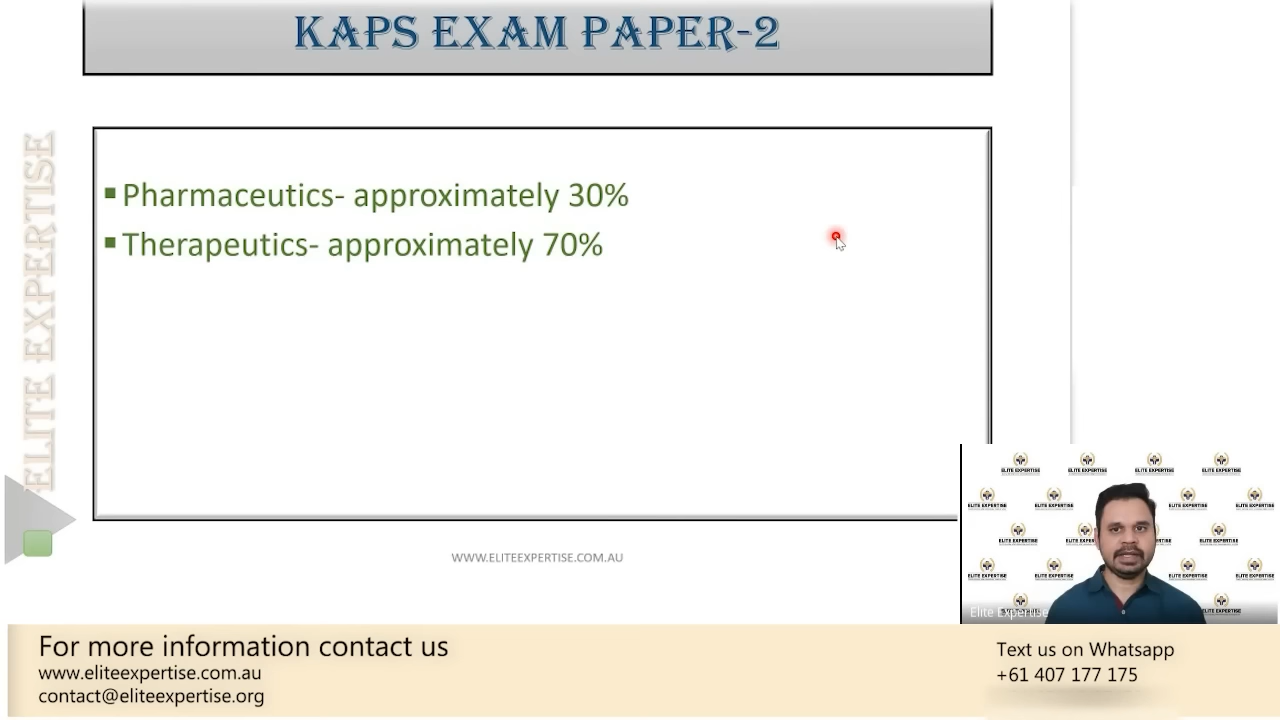 KAPS EXAM PAPER-2
ELITE EXPERTISE
Pharmaceutics- approximately 30%
Therapeutics- approximately 70%
WWW.ELITEEXPERTISE.COM.AU
ELITE EXPERTISE
Elite Expertise
For more information contact us
www.eliteexpertise.com.au
contact@eliteexpertise.org
Text us on Whatsapp
+61 407 177 175